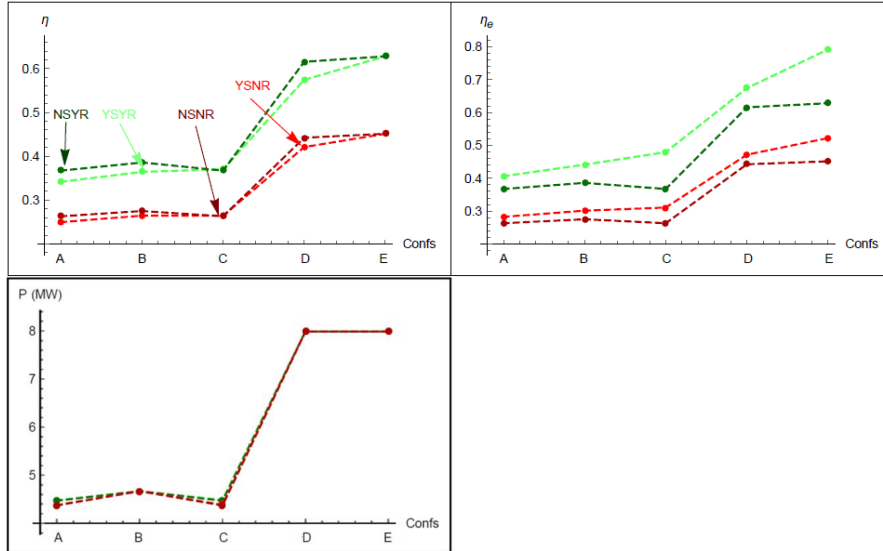 η
0.6
0.5
0.4
0.3
NSYR
YSYR
NSNR
YSNR
A B C D E
Confs
ηe
0.8
0.7
0.6
0.5
0.4
0.3
A B C D E
Confs
P (MW)
8
7
6
5
A B C D E
Confs